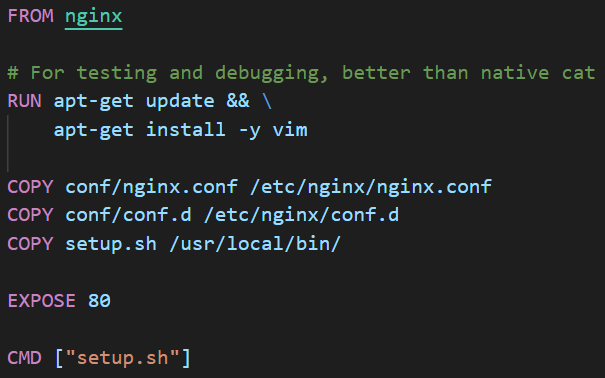 FROM nginx
# For testing and debugging, better than native cat
RUN apt-get update && \
    apt-get install -y vim
COPY conf/nginx.conf /etc/nginx/nginx.conf
COPY conf/conf.d /etc/nginx/conf.d
COPY setup.sh /usr/local/bin/
EXPOSE 80
CMD ["setup.sh"]